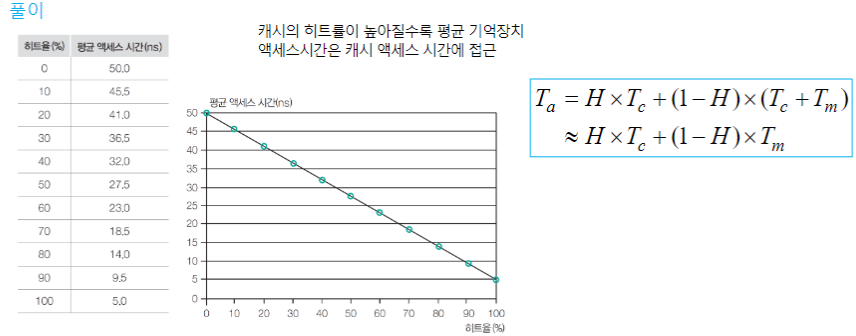 풀이
캐시의 히트률이 높아질수록 평균 기억장치
액세스시간은 캐시 액세스 시간에 접근
히트율(%) 평균 액세스 시간(ns)
0 50.0
10 45.5
20 41.0
30 36.5
40 32.0
50 27.5
60 23.0
70 18.5
80 14.0
90 9.5
100 5.0
평균 액세스 시간(ns)
50
45
40
35
30
25
20
15
10
5
0
0 10 20 30 40 50 60 70 80 90 100
히트율(%)
T_a = H × T_c + (1 − H) × (T_c + T_m)
≈ H × T_c + (1 − H) × T_m